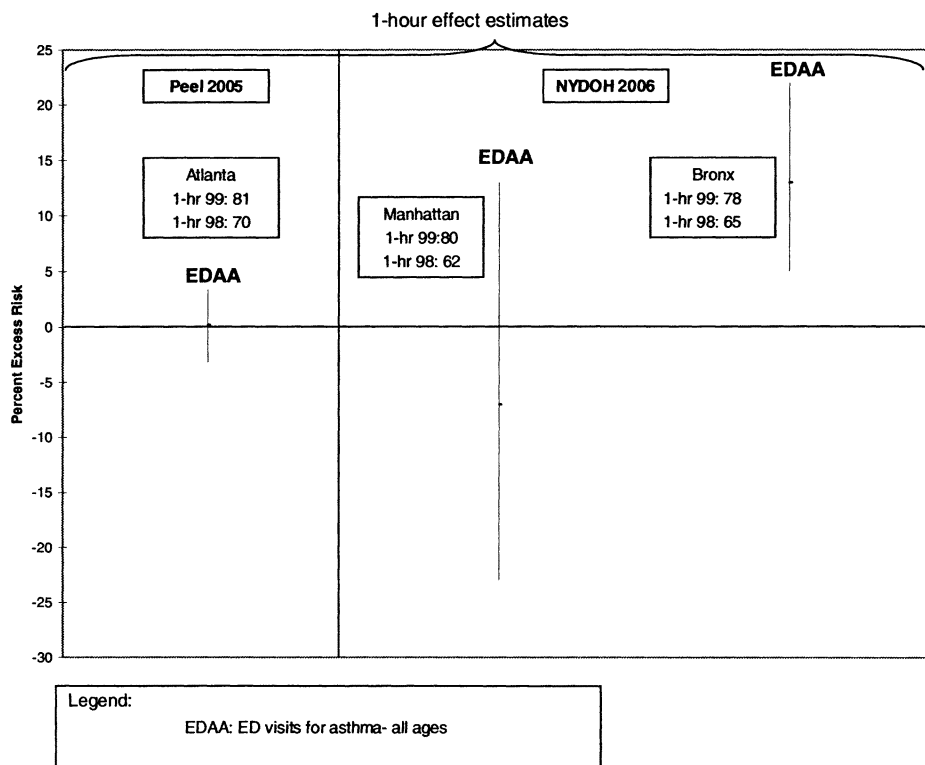 1-hour effect estimates
25
20
15
10
5
0
-5
-10
-15
-20
-25
-30
Percent Excess Risk
Peel 2005
NYDOH 2006
EDAA
Atlanta
1-hr 99: 81
1-hr 98: 70
EDAA
EDAA
Manhattan
1-hr 99:80
1-hr 98: 62
Bronx
1-hr 99: 78
1-hr 98: 65
EDAA
Legend:
EDAA: ED visits for asthma- all ages